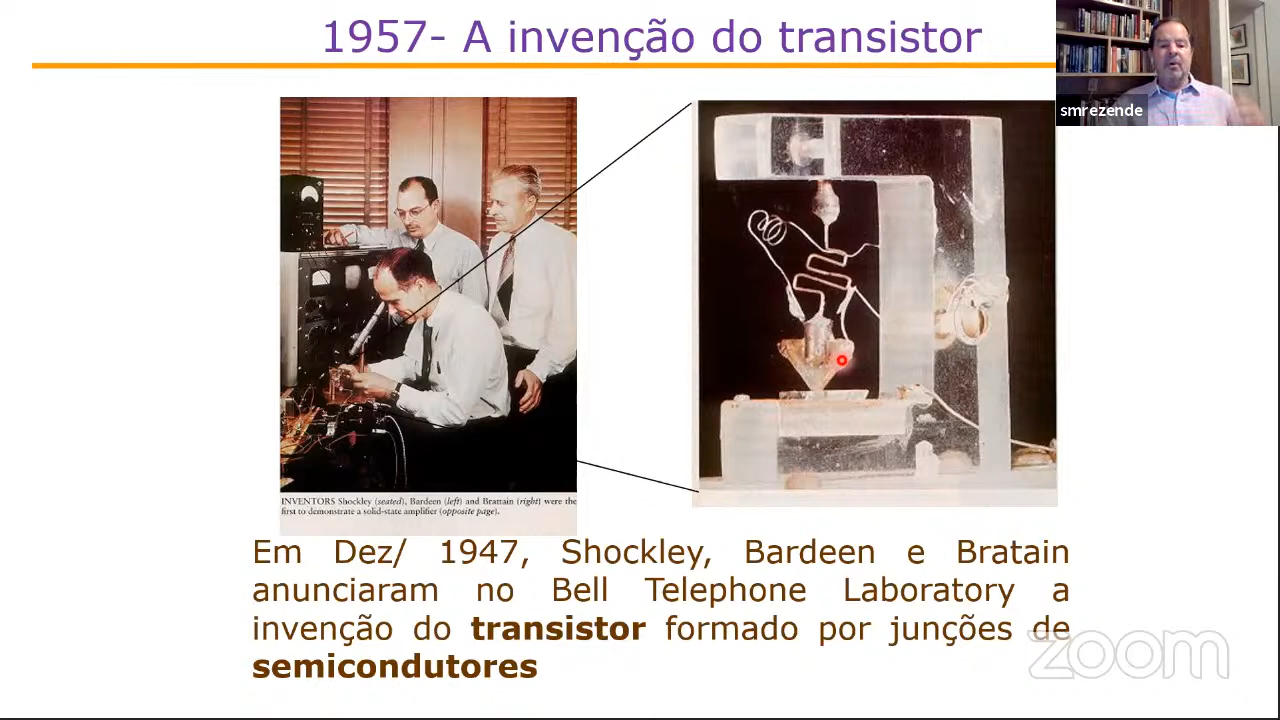 1957- A invenção do transistor
smrezende
INVENTORS Shockley (seated), Bardeen (left) and Brattain (right) were the
first to demonstrate a solid-state amplifier (opposite page).
Em Dez/ 1947, Shockley, Bardeen e Bratain
anunciaram no Bell Telephone Laboratory a
invenção do transistor formado por junções de
semicondutores
zoom